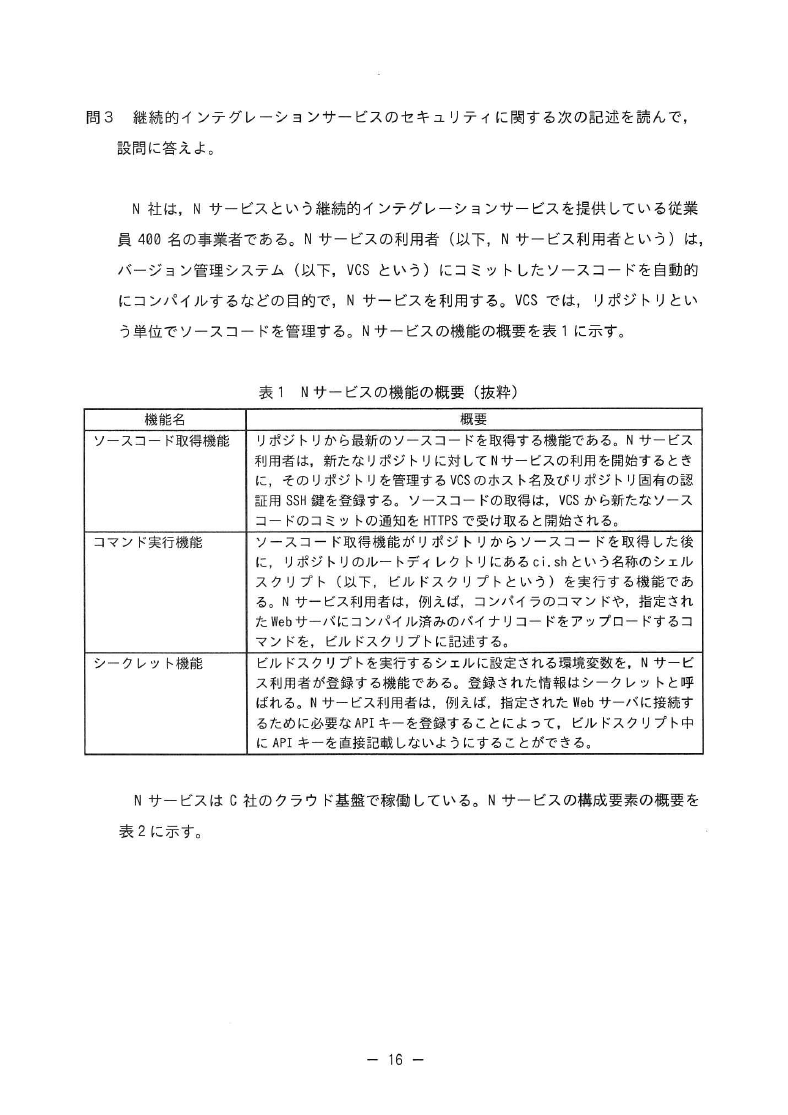 問3 継続的インテグレーションサービスのセキュリティに関する次の記述を読んで，
設問に答えよ。
N 社は，N サービスという継続的インテグレーションサービスを提供している従業
員 400 名の事業者である。N サービスの利用者（以下，N サービス利用者という）は，
バージョン管理システム（以下，VCS という）にコミットしたソースコードを自動的
にコンパイルするなどの目的で，N サービスを利用する。VCS では，リポジトリとい
う単位でソースコードを管理する。N サービスの機能の概要を表 1 に示す。
表 1 N サービスの機能の概要（抜粋）
機能名 概要
ソースコード取得機能 リポジトリから最新のソースコードを取得する機能である。N サービス
利用者は，新たなリポジトリに対して N サービスの利用を開始するとき
に，そのリポジトリを管理する VCS のホスト名及びリポジトリ固有の認
証用 SSH 鍵を登録する。ソースコードの取得は，VCS から新たなソース
コードのコミットの通知を HTTPS で受け取ると開始される。
コマンド実行機能 ソースコード取得機能がリポジトリからソースコードを取得した後
に，リポジトリのルートディレクトリにある ci.sh という名称のシェル
スクリプト（以下，ビルドスクリプトという）を実行する機能であ
る。N サービス利用者は，例えば，コンパイラのコマンドや，指定され
た Web サーバにコンパイル済みのバイナリコードをアップロードするコ
マンドを，ビルドスクリプトに記述する。
シークレット機能 ビルドスクリプトを実行するシェルに設定される環境変数を，N サービ
ス利用者が登録する機能である。登録された情報はシークレットと呼
ばれる。N サービス利用者は，例えば，指定された Web サーバに接続す
るために必要な API キーを登録することによって，ビルドスクリプト中
に API キーを直接記載しないようにすることができる。
N サービスは C 社のクラウド基盤で稼働している。N サービスの構成要素の概要を
表 2 に示す。
— 16 —